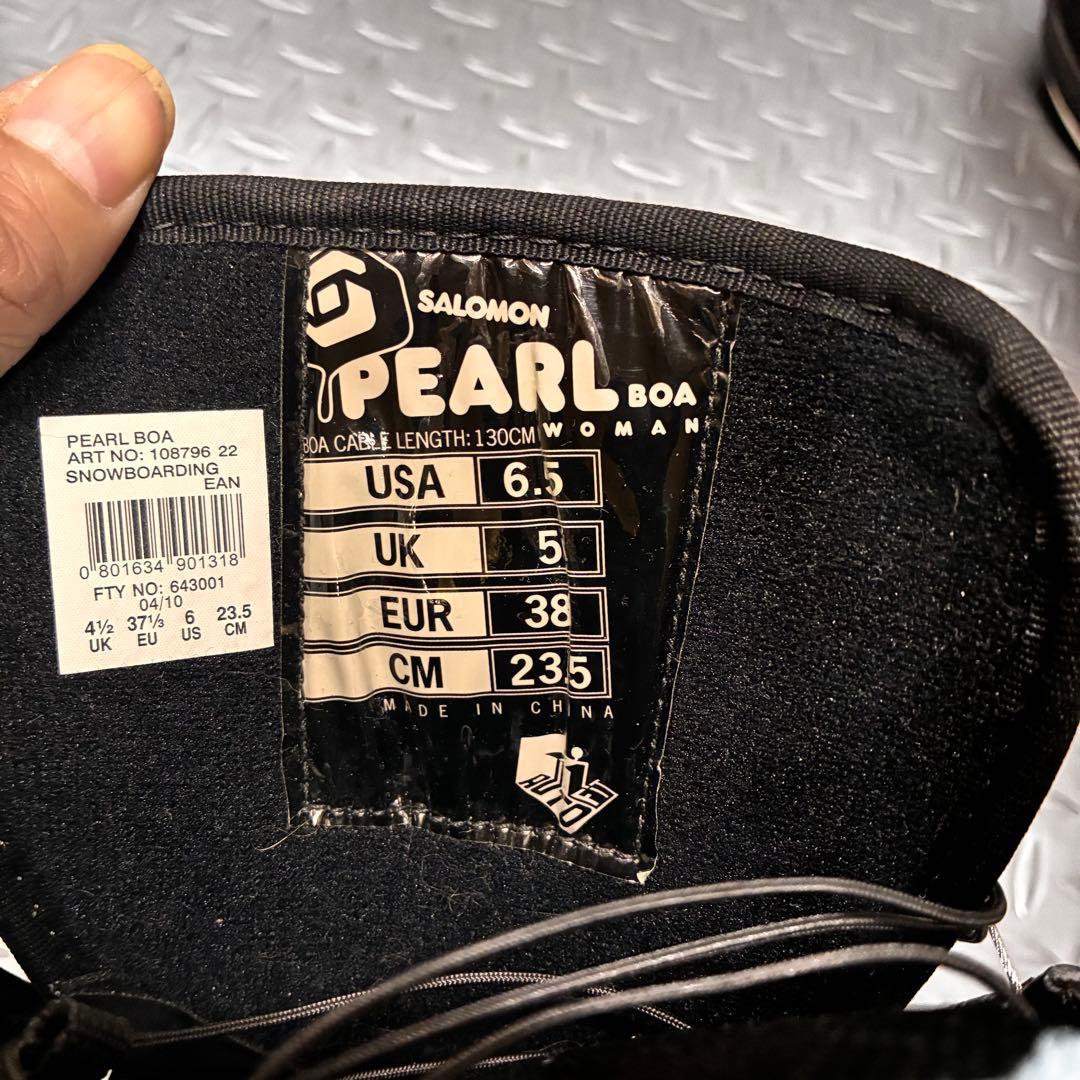 SALOMON
PEARL BOA
WOMAN
BOA CABLE LENGTH: 130CM
USA 6.5
UK 5
EUR 38
CM 23.5
MADE IN CHINA
AUTOFIT
PEARL BOA
ART NO: 108796 22
SNOWBOARDING
EAN
0 801634 901318
FTY NO: 643001
04/10
4½ 37⅓ 6 23.5
UK EU US CM